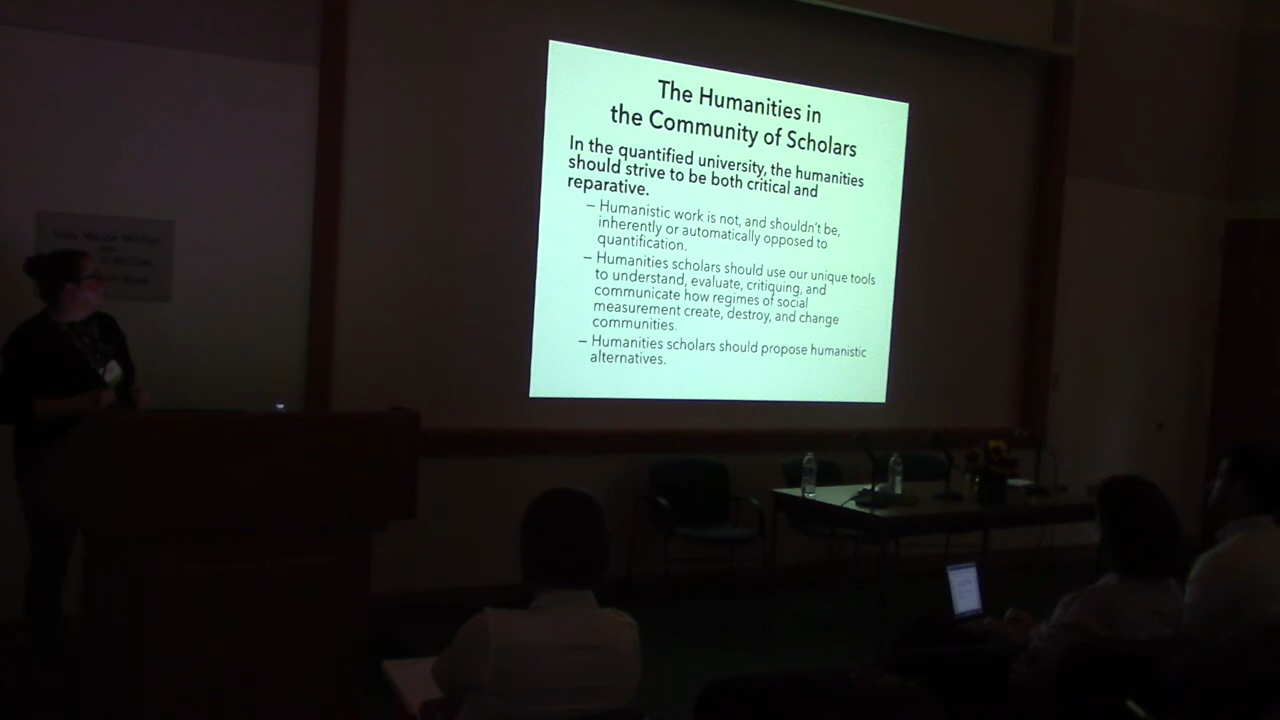 The Humanities in
the Community of Scholars
In the quantified university, the humanities
should strive to be both critical and
reparative.
– Humanistic work is not, and shouldn't be,
inherently or automatically opposed to
quantification.
– Humanities scholars should use our unique tools
to understand, evaluate, critiquing, and
communicate how regimes of social
measurement create, destroy, and change
communities.
– Humanities scholars should propose humanistic
alternatives.